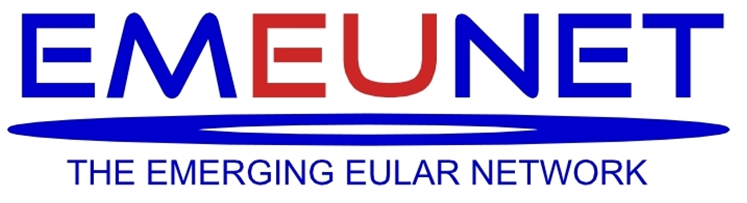 EMEUNET
THE EMERGING EULAR NETWORK